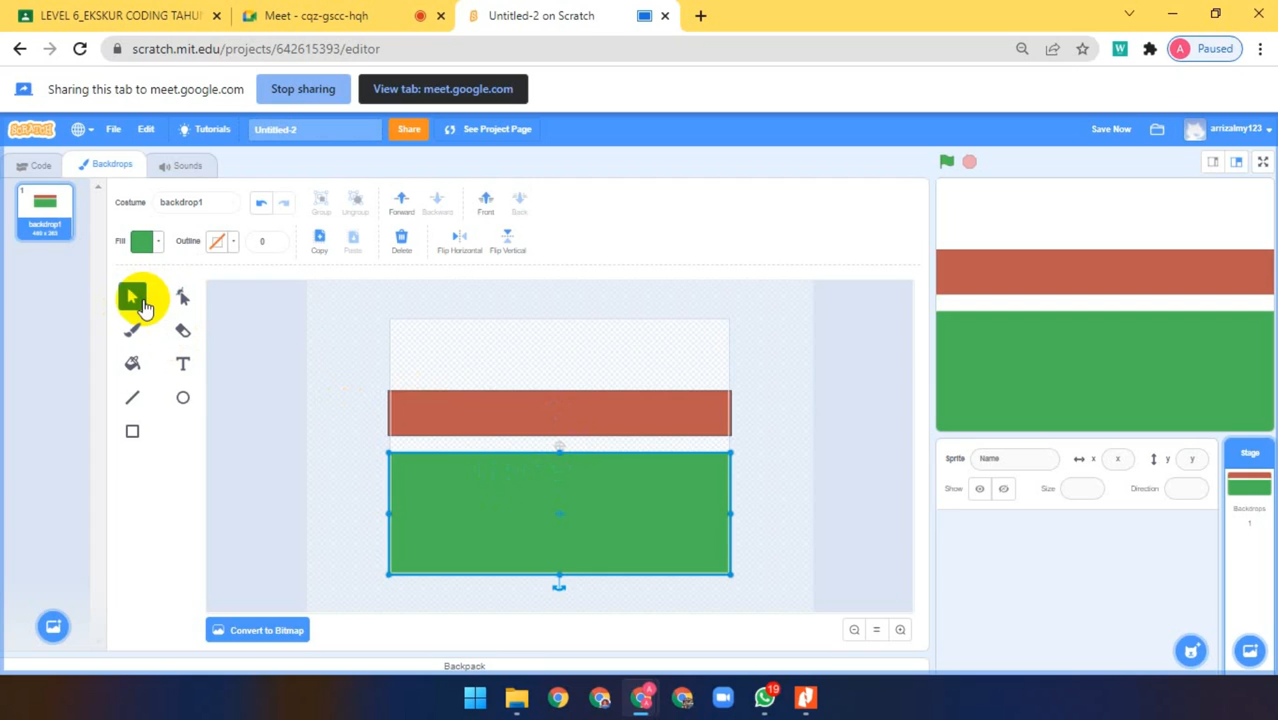 LEVEL 6_EKSKUR CODING TAHU
Meet - cqz-gscc-hqh
Untitled-2 on Scratch
scratch.mit.edu/projects/642615393/editor
W
A Paused
Sharing this tab to meet.google.com
Stop sharing
View tab: meet.google.com
SCRATCH
File
Edit
Tutorials
Untitled-2
Share
See Project Page
Save Now
arrizalmy123
Code
Backdrops
Sounds
1
backdrop1
Costume
backdrop1
Group
Ungroup
Forward
Backward
Front
Back
Fill
Outline
0
Copy
Paste
Delete
Flip Horizontal
Flip Vertical
T
Convert to Bitmap
Backpack
Sprite
Name
x
x
y
y
Show
Size
Direction
Stage
Backdrops
1
19